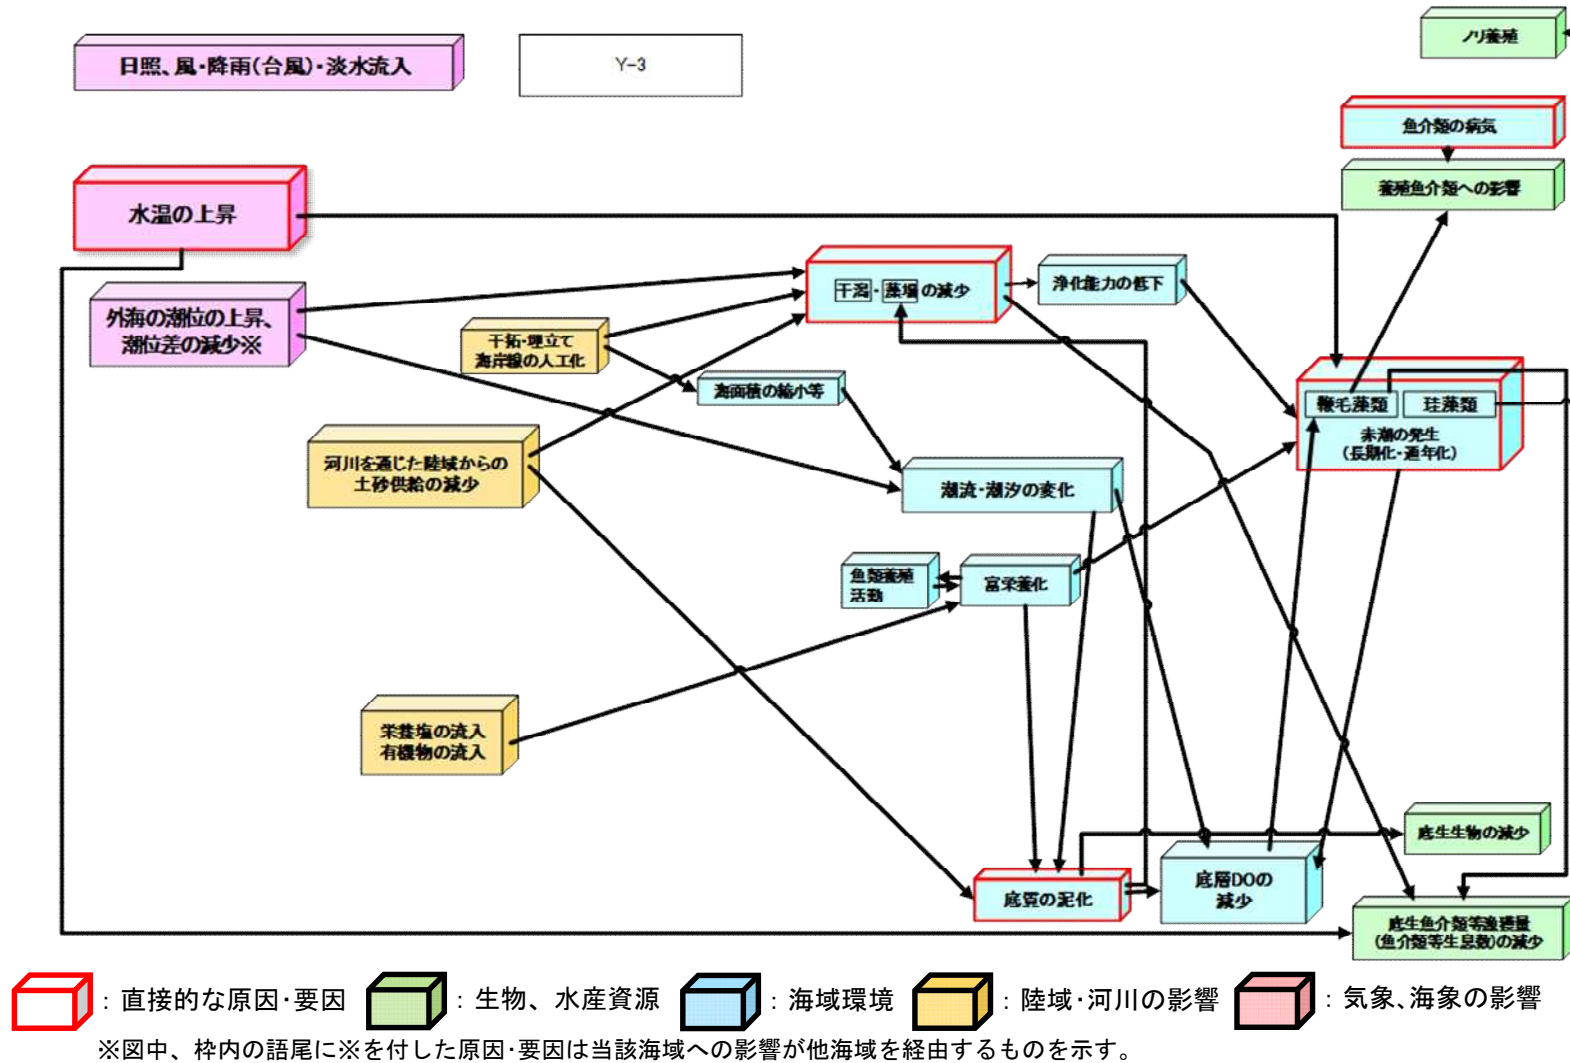 日照、風・降雨(台風)・淡水流入
Y-3
ノリ養殖
魚介類の病気
養殖魚介類への影響
水温の上昇
外海の潮位の上昇、
潮位差の減少※
干潟・藻場の減少
浄化能力の低下
干拓・埋立て
海岸線の人工化
海面積の縮小等
鞭毛藻類
珪藻類
赤潮の発生
(長期化・通年化)
河川を通じた陸域からの
土砂供給の減少
潮流・潮汐の変化
魚類養殖
活動
富栄養化
栄養塩の流入
有機物の流入
底生生物の減少
底質の泥化
底層DOの
減少
底生魚介類等漁獲量
(魚介類等生息数)の減少
：直接的な原因・要因
：生物、水産資源
：海域環境
：陸域・河川の影響
：気象、海象の影響
※図中、枠内の語尾に※を付した原因・要因は当該海域への影響が他海域を経由するものを示す。